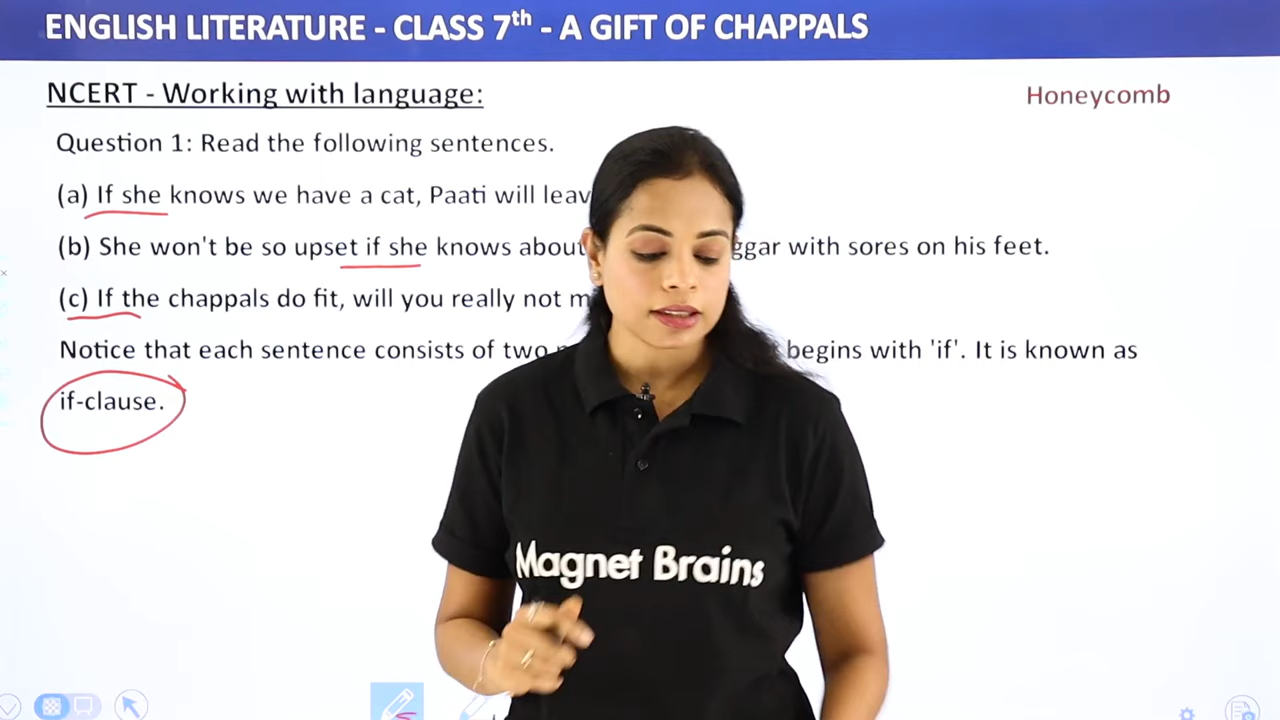 ENGLISH LITERATURE - CLASS 7th - A GIFT OF CHAPPALS
NCERT - Working with language:
Honeycomb
Question 1: Read the following sentences.
(a) If she knows we have a cat, Paati will
(b) She won't be so upset if she knows about with sores on his feet.
(c) If the chappals do fit, will you really not
Notice that each sentence consists of two begins with 'if'. It is known as
if-clause.
Magnet Brains